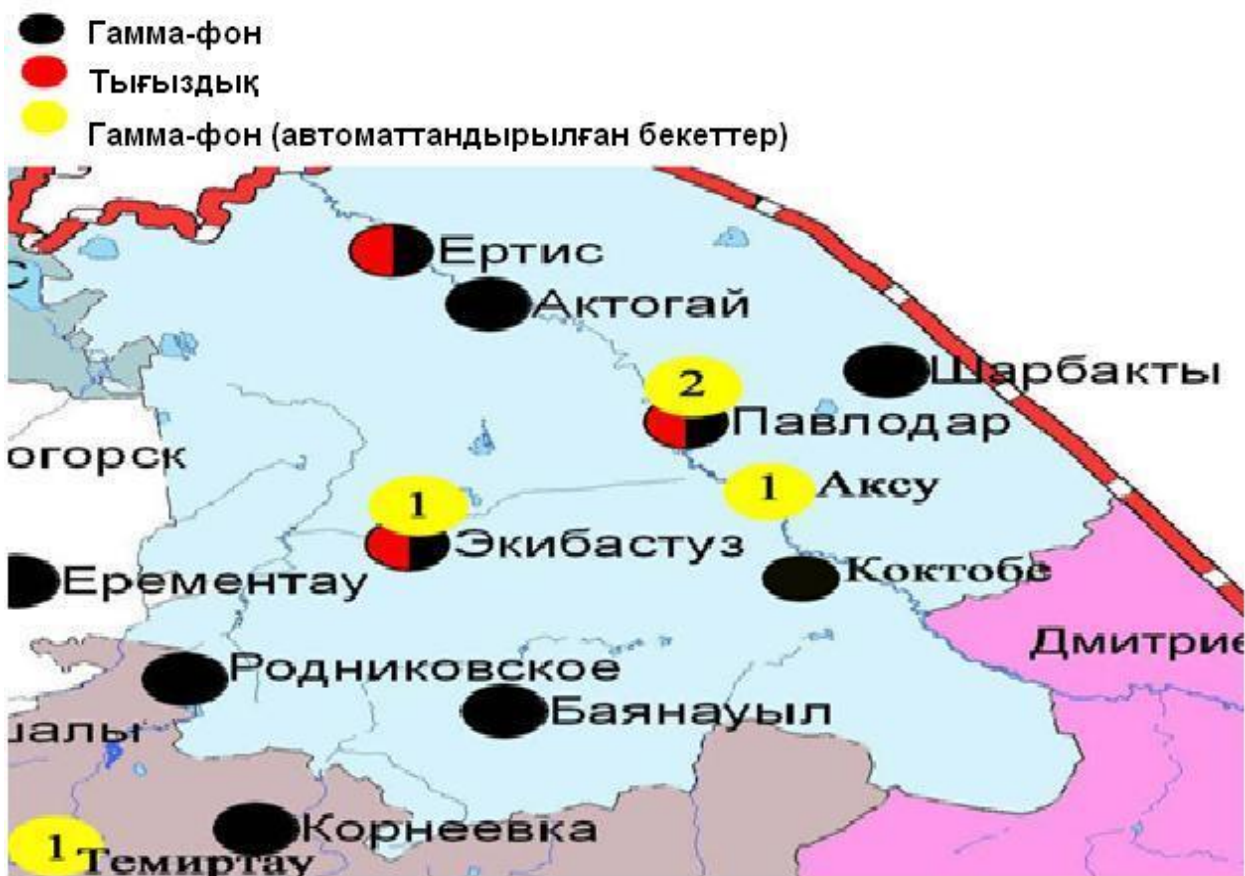 Гамма-фон
Тығыздық
Гамма-фон (автоматтандырылған бекеттер)
Ертис
Актогай
Шарбакты
2
Павлодар
огорск
1 Аксу
1
Экибастуз
Ерементау
Коктобе
Дмитрие
Родниковское
Баянауыл
шалы
Корнеевка
1 Темиртау